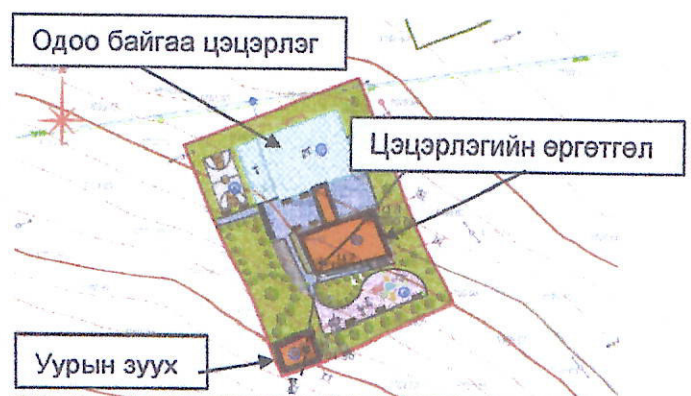 Одоо байгаа цэцэрлэг
Цэцэрлэгийн өргөтгөл
Уурын зуух